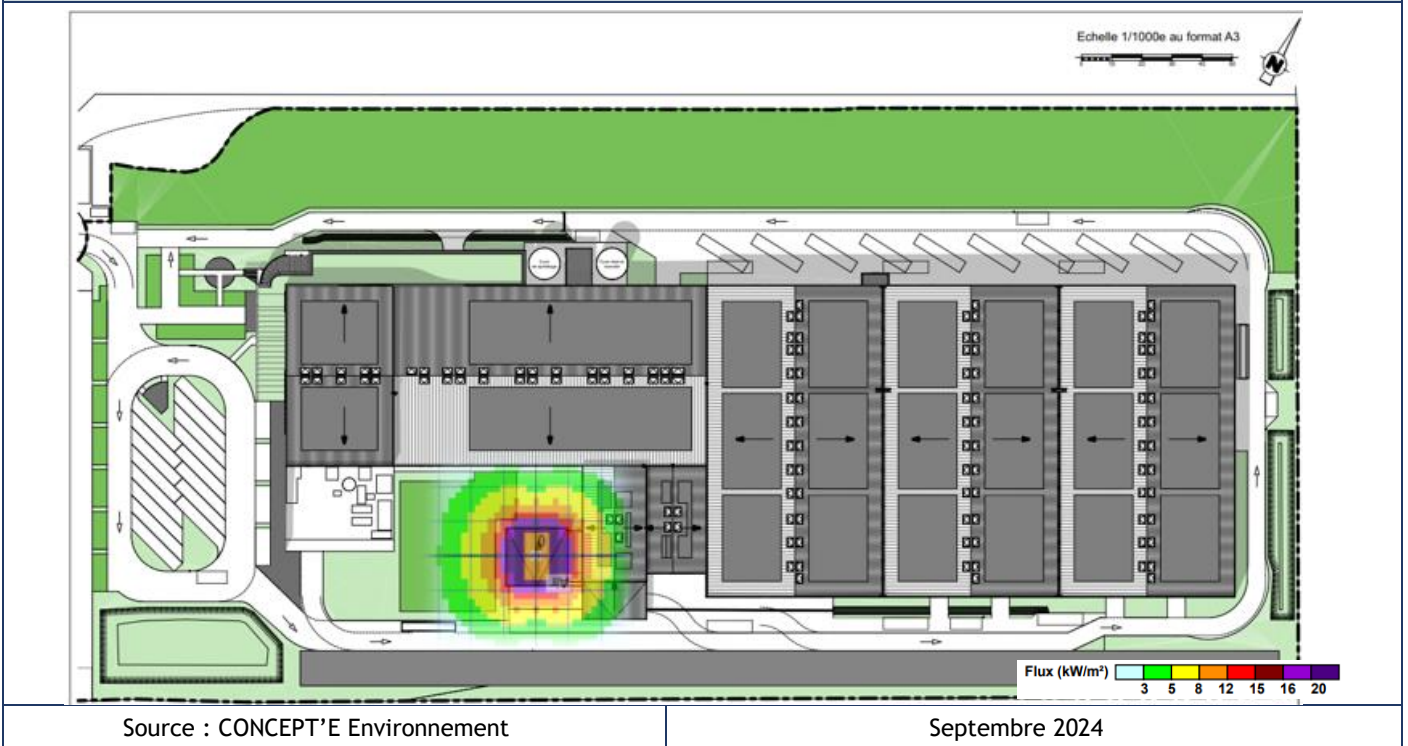 Echelle 1/1000e au format A3
N
Flux (kW/m²)
3 5 8 12 15 16 20
Source : CONCEPT'E Environnement
Septembre 2024